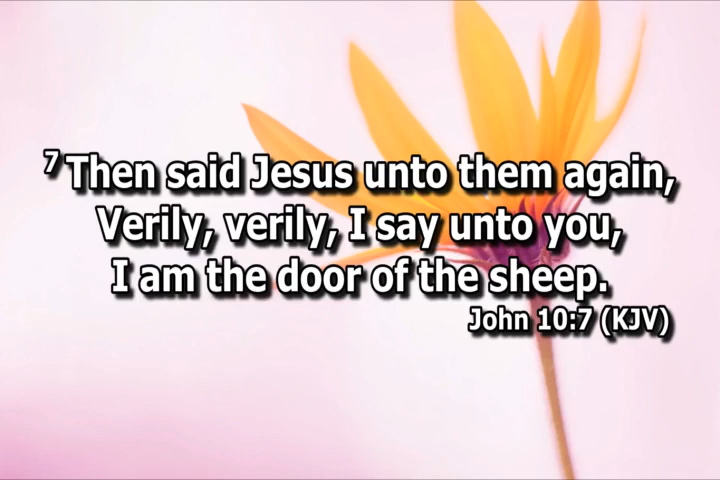 7 Then said Jesus unto them again,
Verily, verily, I say unto you,
I am the door of the sheep.
John 10:7 (KJV)